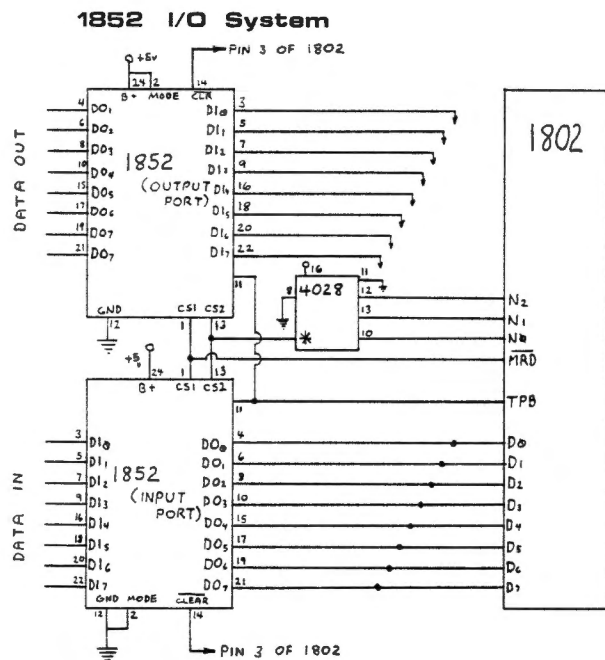 1852 I/O System
PIN 3 OF 1802
+5v
24 2 14
B+ MODE CLR
4 DO1 DI0 3
6 DO2 DI1 5
8 DO3 DI2 7
10 DO4 DI3 9
15 DO5 DI4 16
17 DO6 DI5 18
19 DO7 DI6 20
21 DO7 DI7 22
1852
(OUTPUT
PORT)
DATA OUT
11
GND CS1 CS2
12 1 13
16
4028
8
11
12 N2
13 N1
10 N0
*
MRD
TPB
1802
+5v
24 1 13
B+ CS1 CS2
11
3 DI0 DO0 4 D0
5 DI1 DO1 6 D1
7 DI2 DO2 8 D2
9 DI3 DO3 10 D3
16 DI4 DO4 15 D4
18 DI5 DO5 17 D5
20 DI6 DO6 19 D6
22 DI7 DO7 21 D7
1852
(INPUT
PORT)
DATA IN
GND MODE CLEAR
12 2 14
PIN 3 OF 1802